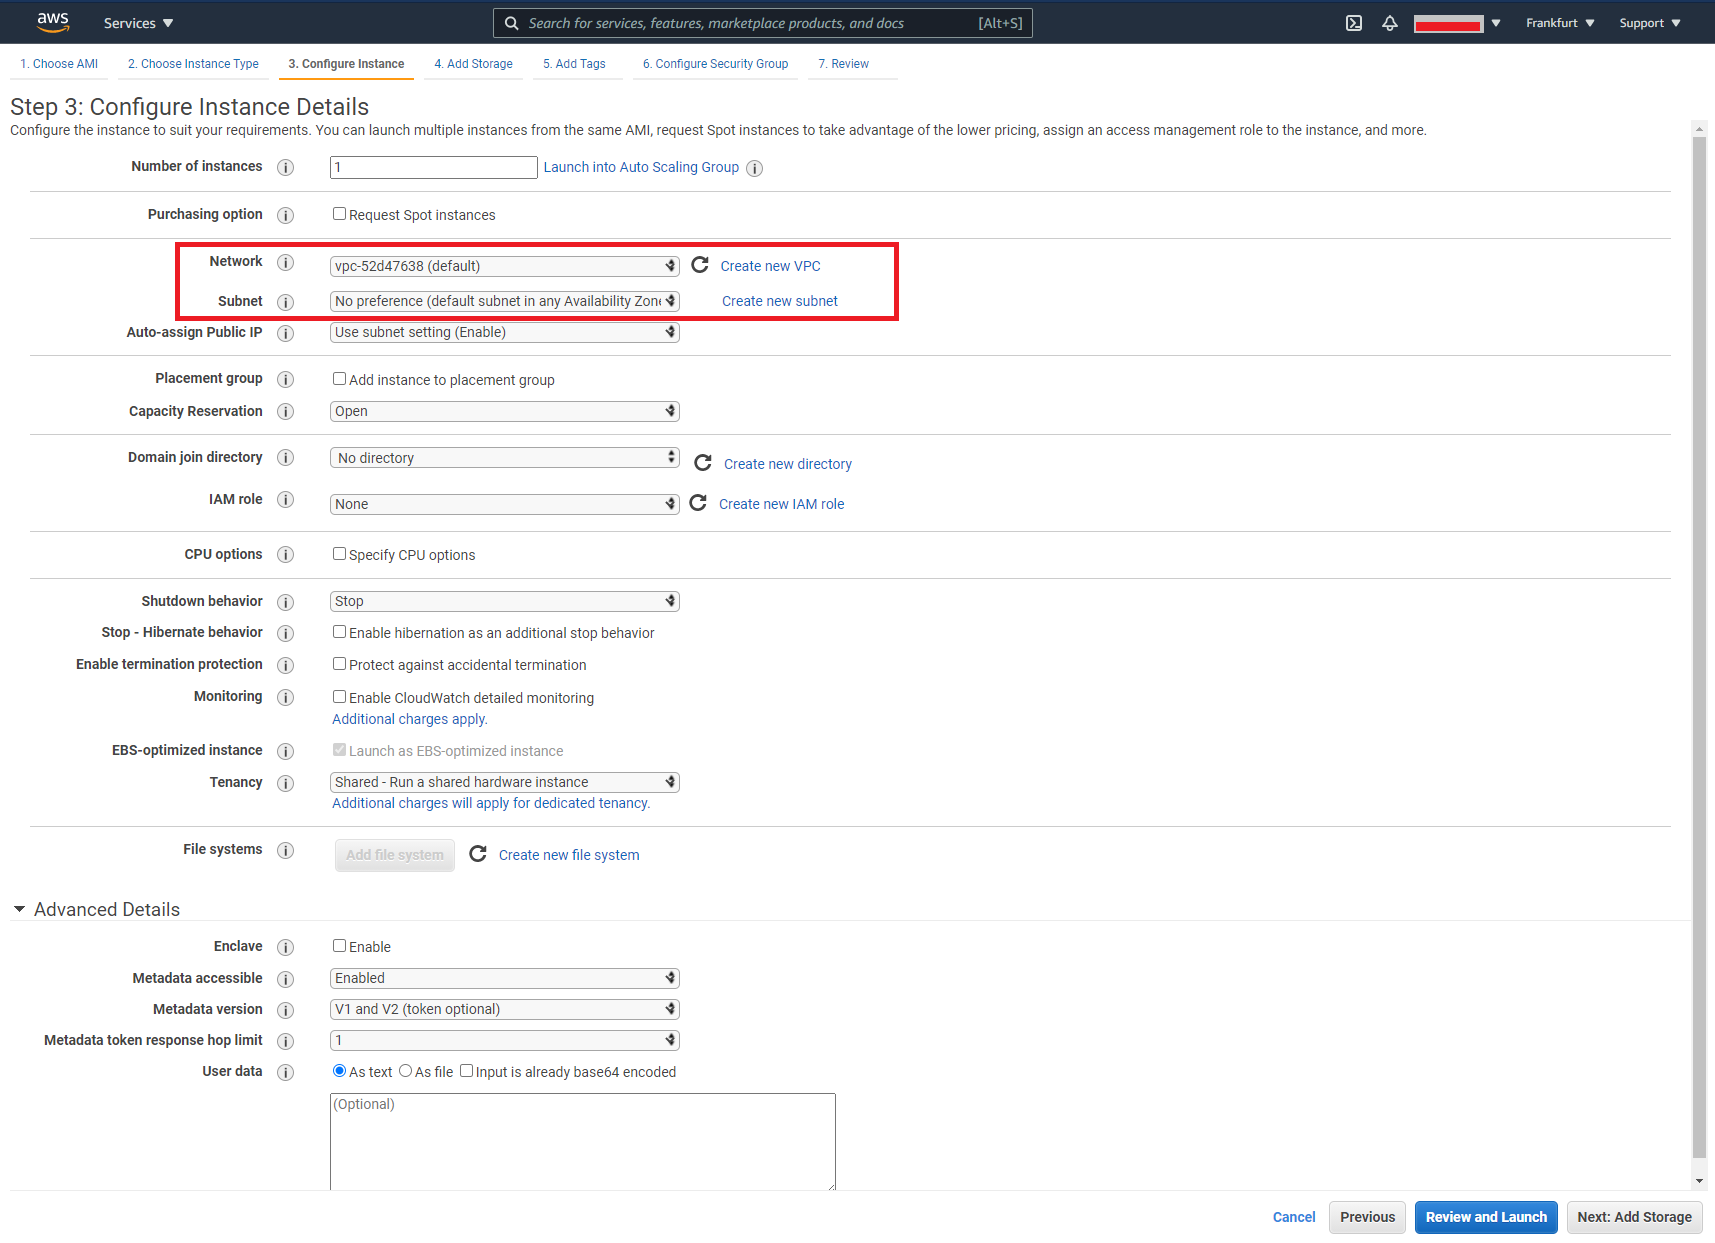 aws Services Search for services, features, marketplace products, and docs [Alt+S] Frankfurt Support
1. Choose AMI 2. Choose Instance Type 3. Configure Instance 4. Add Storage 5. Add Tags 6. Configure Security Group 7. Review
Step 3: Configure Instance Details
Configure the instance to suit your requirements. You can launch multiple instances from the same AMI, request Spot instances to take advantage of the lower pricing, assign an access management role to the instance, and more.
Number of instances 1 Launch into Auto Scaling Group
Purchasing option Request Spot instances
Network vpc-52d47638 (default) Create new VPC
Subnet No preference (default subnet in any Availability Zone Create new subnet
Auto-assign Public IP Use subnet setting (Enable)
Placement group Add instance to placement group
Capacity Reservation Open
Domain join directory No directory Create new directory
IAM role None Create new IAM role
CPU options Specify CPU options
Shutdown behavior Stop
Stop - Hibernate behavior Enable hibernation as an additional stop behavior
Enable termination protection Protect against accidental termination
Monitoring Enable CloudWatch detailed monitoring
Additional charges apply.
EBS-optimized instance Launch as EBS-optimized instance
Tenancy Shared - Run a shared hardware instance
Additional charges will apply for dedicated tenancy.
File systems Add file system Create new file system
Advanced Details
Enclave Enable
Metadata accessible Enabled
Metadata version V1 and V2 (token optional)
Metadata token response hop limit 1
User data As text As file Input is already base64 encoded
(Optional)
Cancel Previous Review and Launch Next: Add Storage